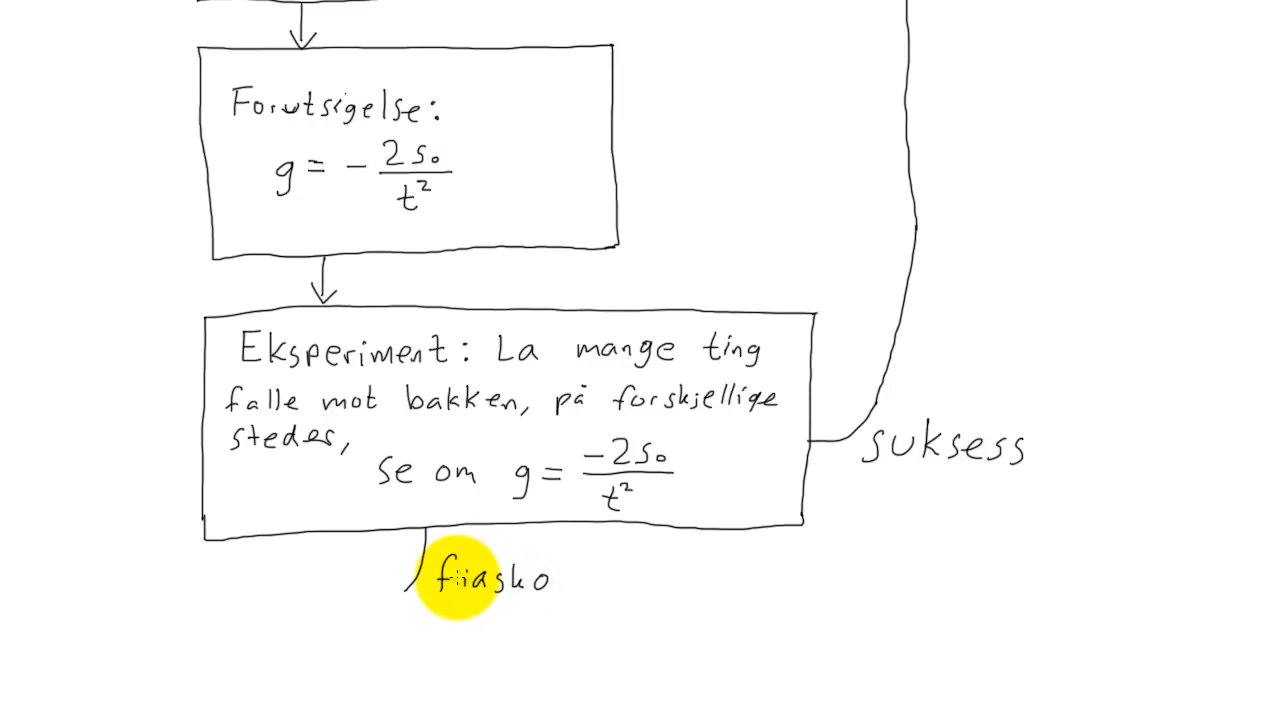 Forutsigelse:
g = - 2s₀/t²
Eksperiment: La mange ting
falle mot bakken, på forskjellige
steder,
se om g = -2s₀/t²
suksess
fiasko